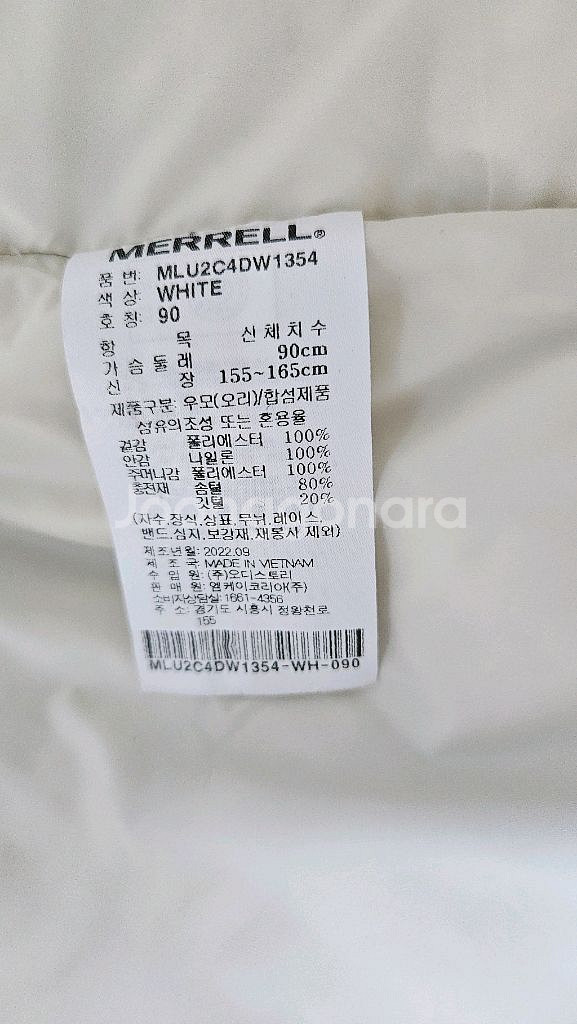 MERRELL®
품 번: MLU2C4DW1354
색 상: WHITE
호 칭: 90
항 목 신 체 치 수
가 슴 둘 레 90cm
신 장 155~165cm
제품구분: 우모(오리)/합섬제품
섬유의조성 또는 혼용율
겉감 폴리에스터 100%
안감 나일론 100%
주머니감 폴리에스터 100%
충전재 솜털 80%
깃털 20%
(자수,장식,상표,무늬,레이스,
밴드,심지,보강재,재봉사 제외)
제조년월: 2022.09
제 조 국: MADE IN VIETNAM
수 입 원: (주)오디스토리
판 매 원: 엠케이코리아(주)
소비자상담실: 1661-4356
주 소: 경기도 시흥시 정왕천로
155
MLU2C4DW1354-WH-090
Joongonara